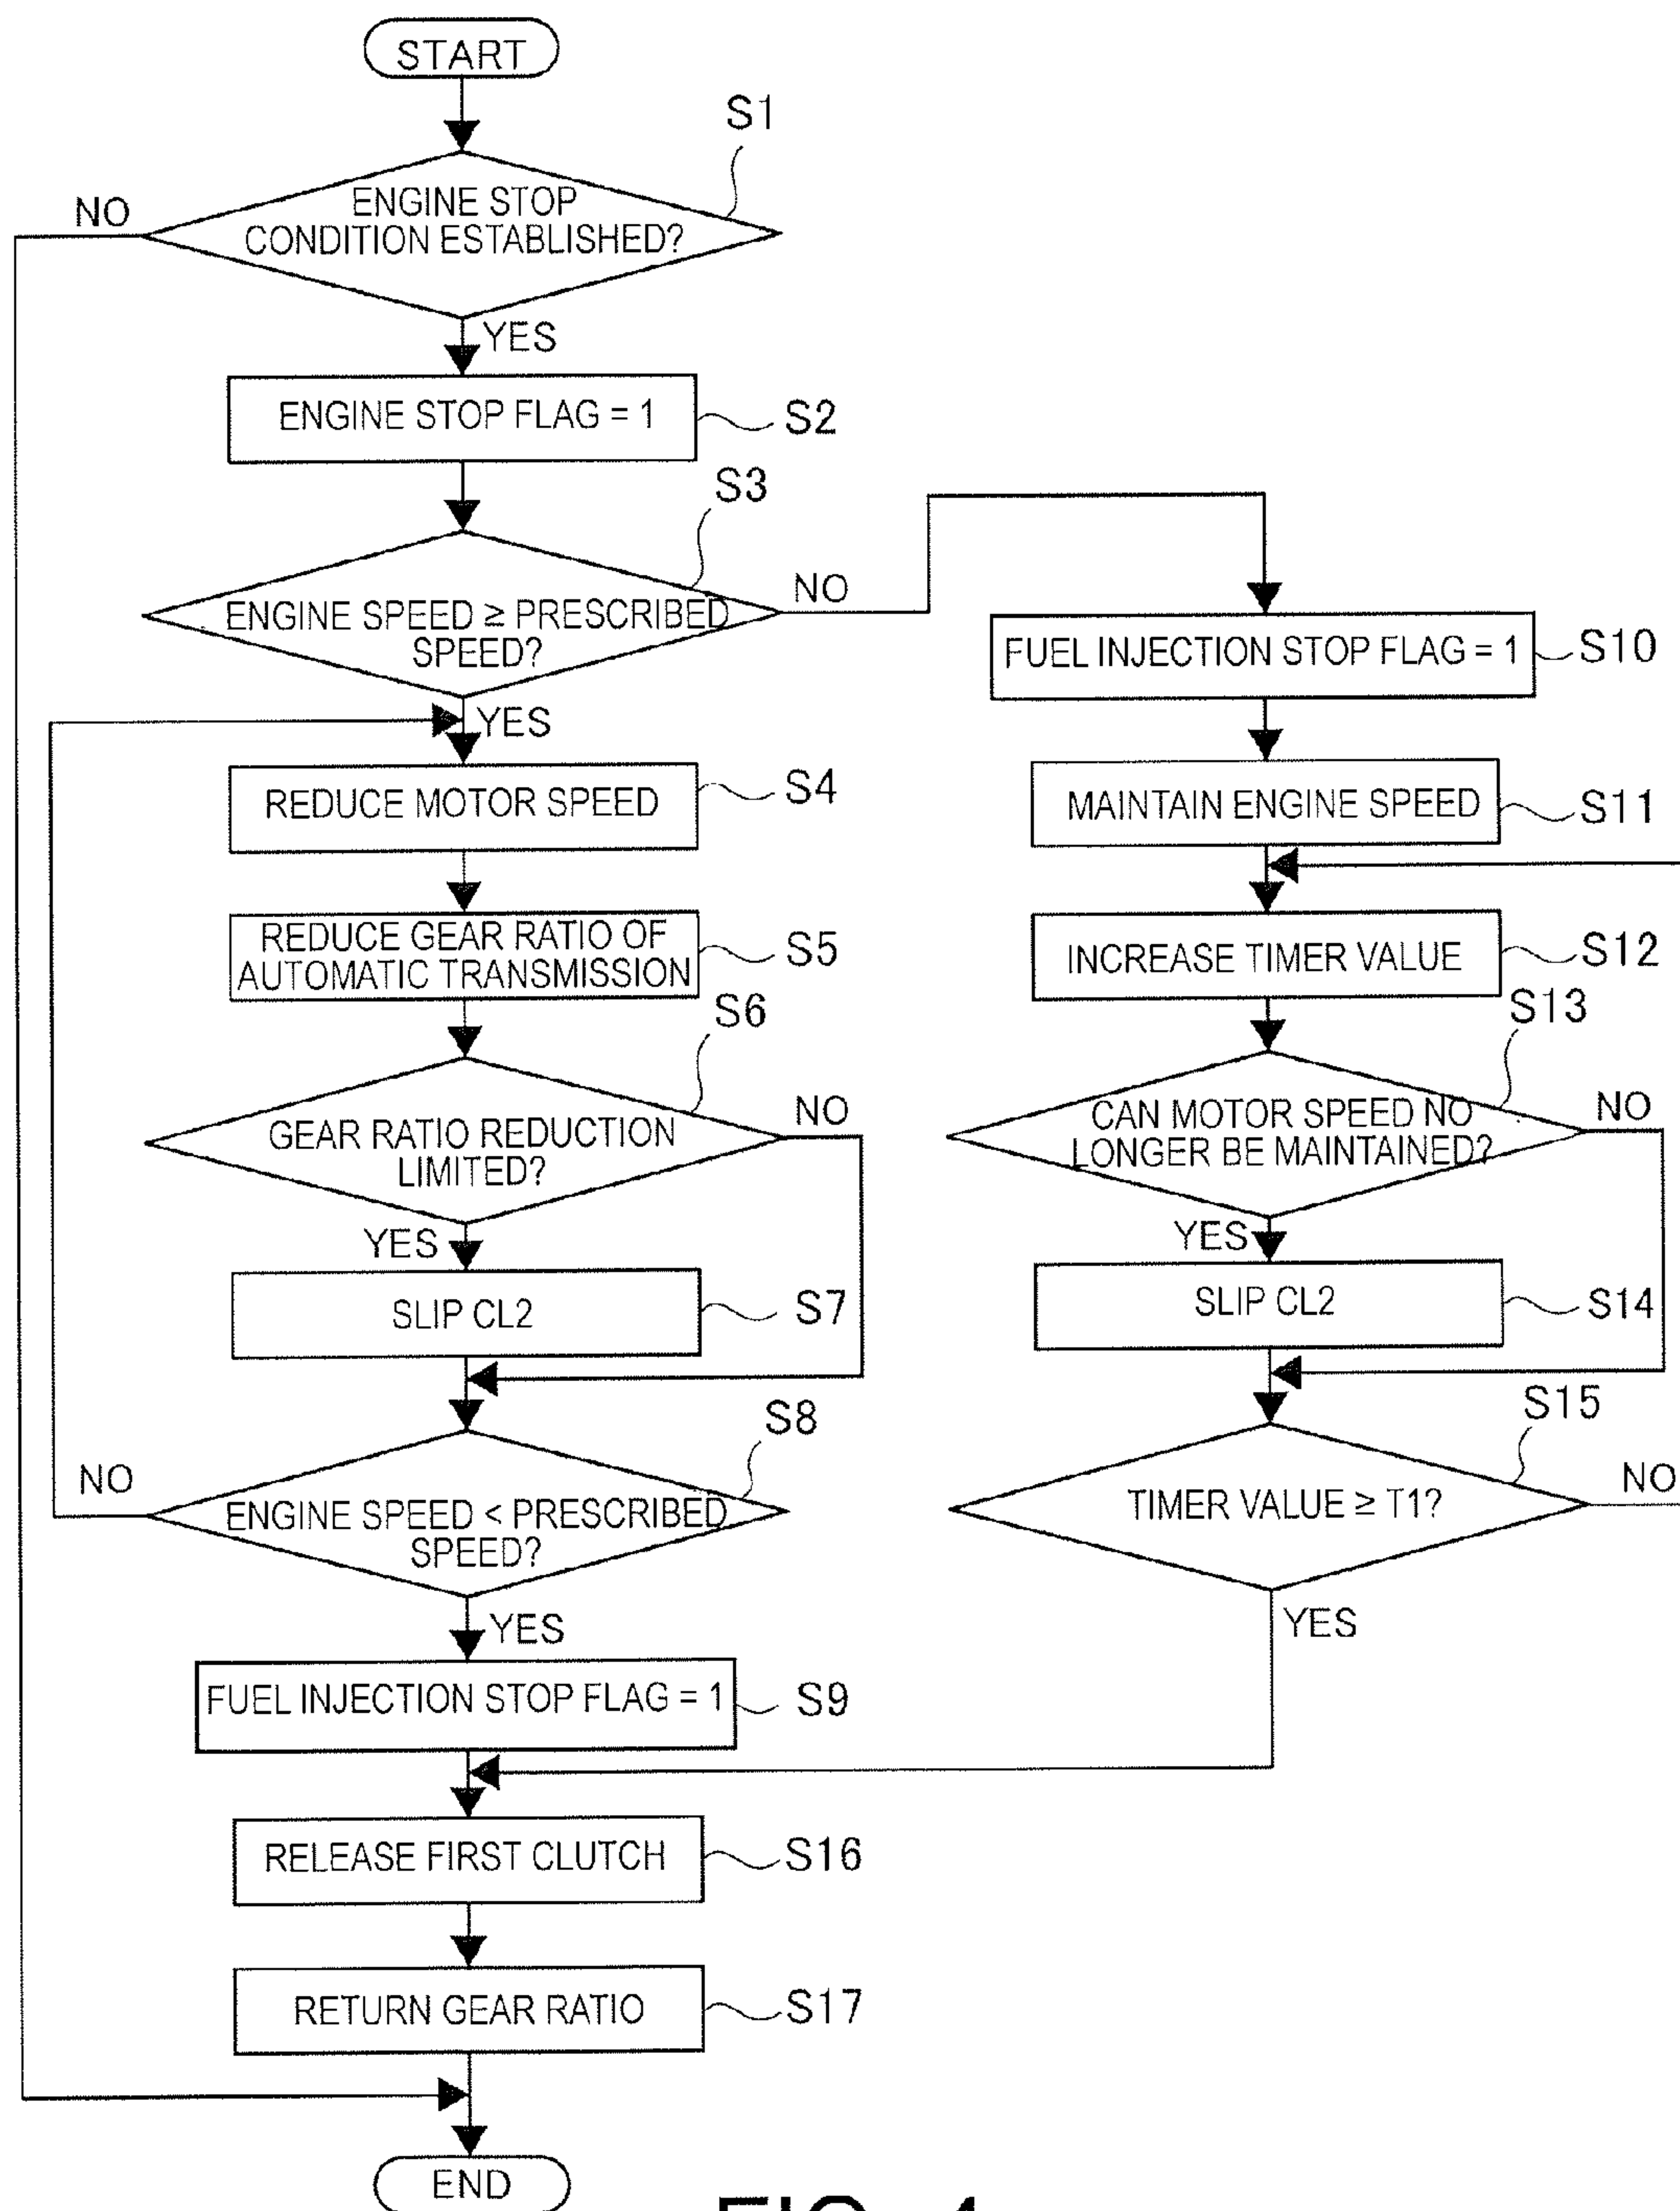 START
S1
NO
ENGINE STOP
CONDITION ESTABLISHED?
YES
ENGINE STOP FLAG = 1
S2
S3
NO
ENGINE SPEED ≥ PRESCRIBED
SPEED?
YES
FUEL INJECTION STOP FLAG = 1
S10
REDUCE MOTOR SPEED
S4
MAINTAIN ENGINE SPEED
S11
REDUCE GEAR RATIO OF
AUTOMATIC TRANSMISSION
S5
INCREASE TIMER VALUE
S12
S6
S13
GEAR RATIO REDUCTION
LIMITED?
NO
CAN MOTOR SPEED NO
LONGER BE MAINTAINED?
NO
YES
YES
SLIP CL2
S7
SLIP CL2
S14
S8
S15
NO
ENGINE SPEED < PRESCRIBED
SPEED?
TIMER VALUE ≥ T1?
NO
YES
YES
FUEL INJECTION STOP FLAG = 1
S9
RELEASE FIRST CLUTCH
S16
RETURN GEAR RATIO
S17
END